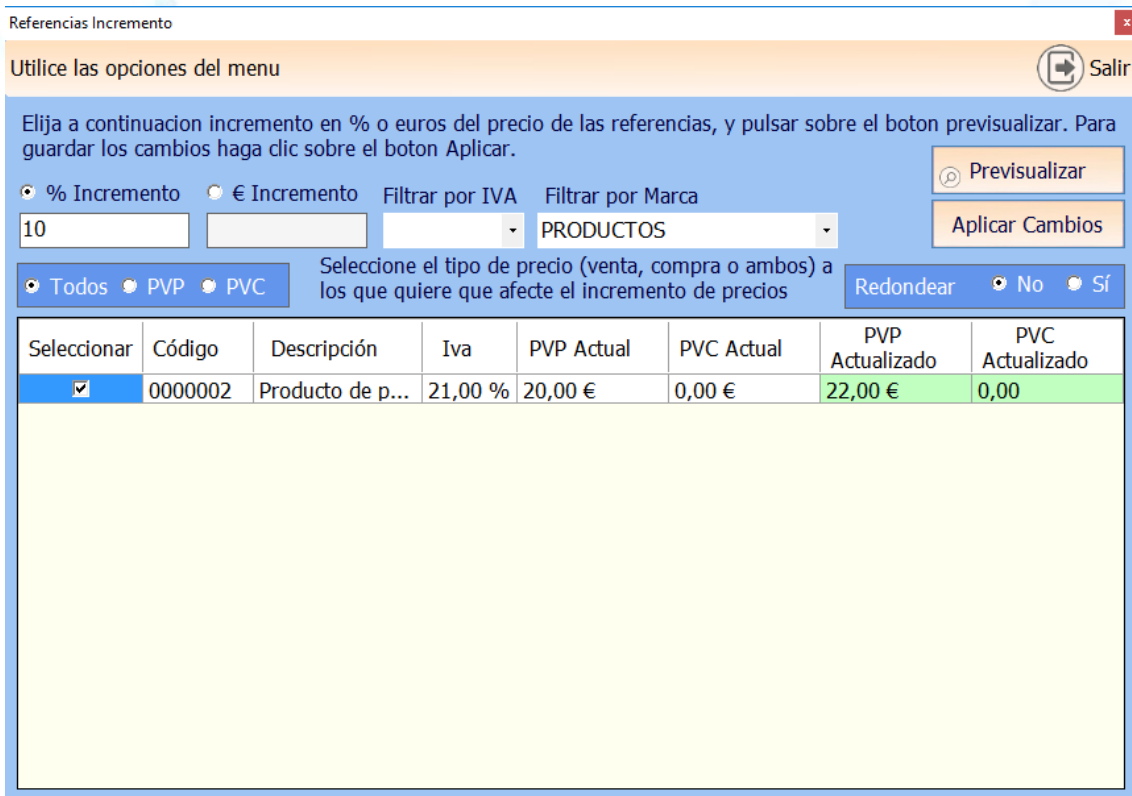 Referencias Incremento
x
Utilice las opciones del menu
Salir
Elija a continuacion incremento en % o euros del precio de las referencias, y pulsar sobre el boton previsualizar. Para
guardar los cambios haga clic sobre el boton Aplicar.
Previsualizar
% Incremento € Incremento Filtrar por IVA Filtrar por Marca
10 PRODUCTOS
Aplicar Cambios
Todos PVP PVC
Seleccione el tipo de precio (venta, compra o ambos) a
los que quiere que afecte el incremento de precios
Redondear No Sí
Seleccionar Código Descripción Iva PVP Actual PVC Actual PVP Actualizado PVC Actualizado
0000002 Producto de p... 21,00 % 20,00 € 0,00 € 22,00 € 0,00